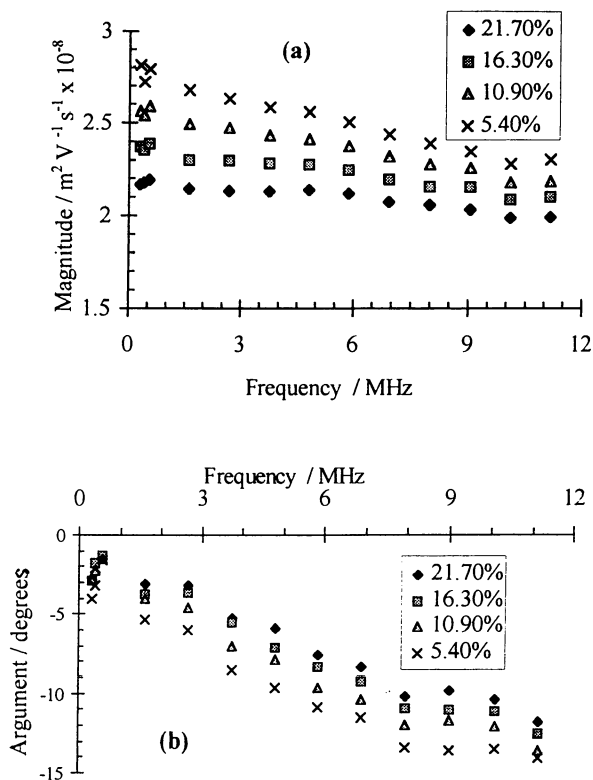 3
2.5
2
1.5
Magnitude / m² V⁻¹ s⁻¹ x 10⁻⁸
(a)
21.70%
16.30%
10.90%
5.40%
0 3 6 9 12
Frequency / MHz
Frequency / MHz
0 3 6 9 12
0
-5
-10
-15
Argument / degrees
21.70%
16.30%
10.90%
5.40%
(b)